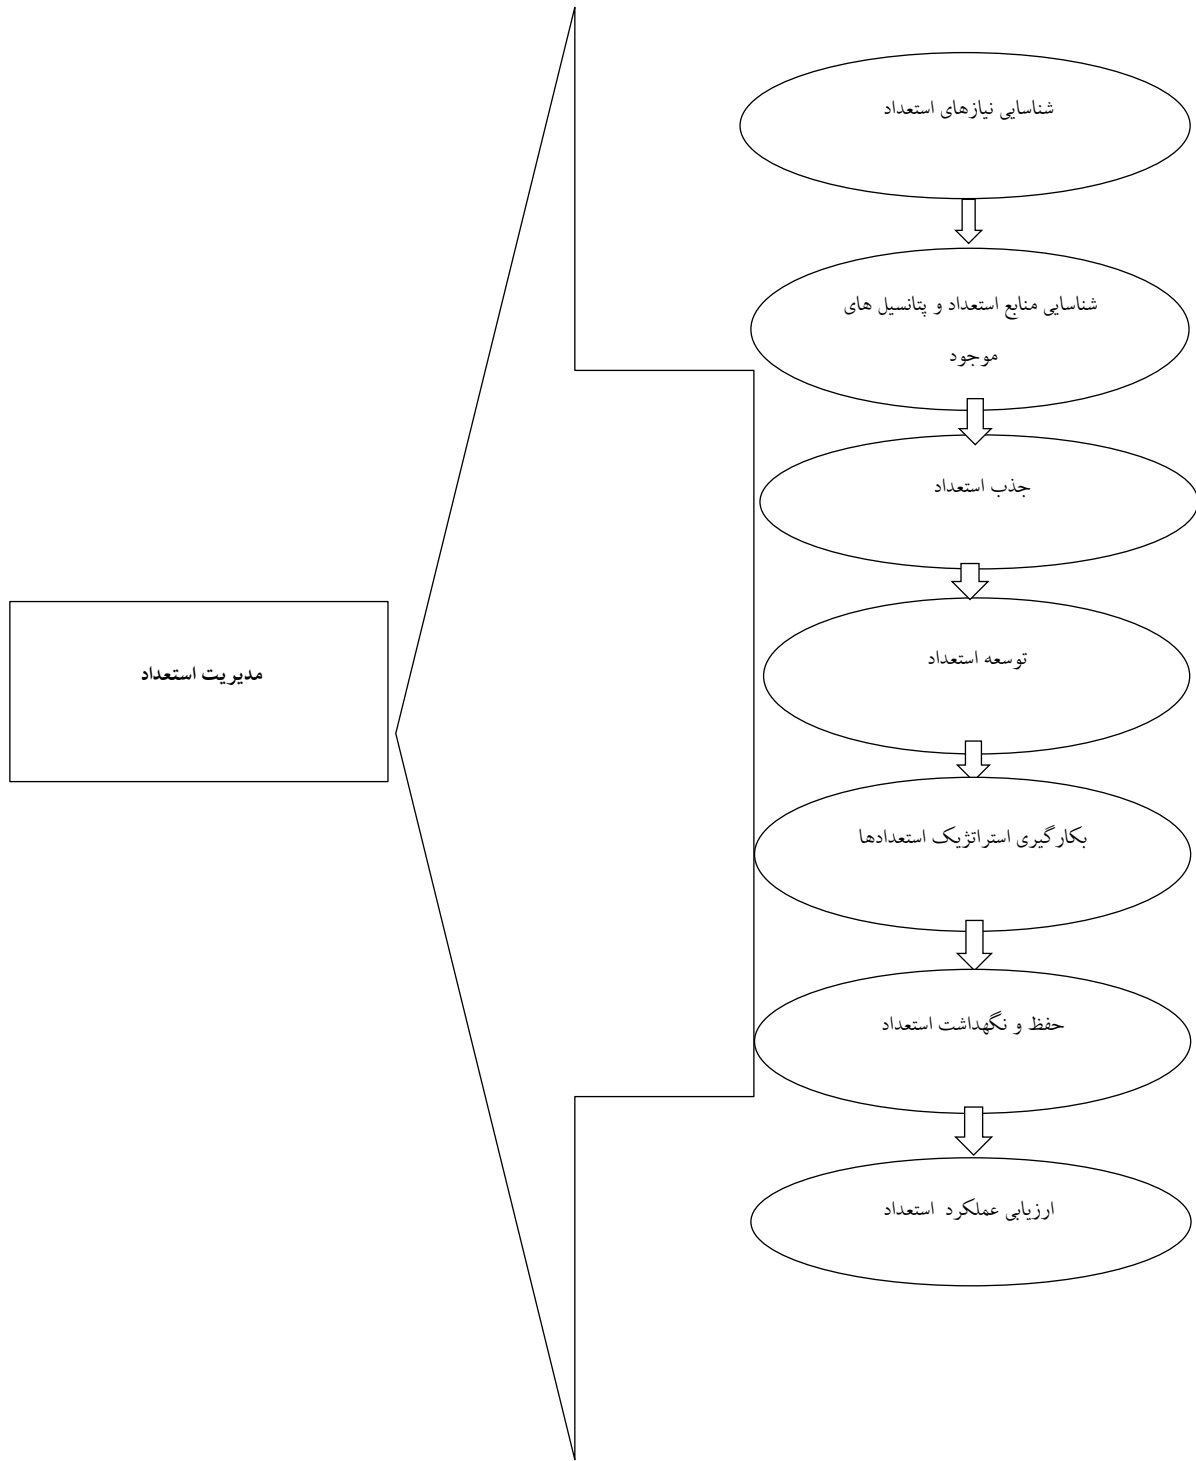 شناسایی نیازهای استعداد
شناسایی منابع استعداد و پتانسیل های
موجود
جذب استعداد
توسعه استعداد
بکارگیری استراتژیک استعدادها
حفظ و نگهداشت استعداد
ارزیابی عملکرد استعداد
مدیریت استعداد